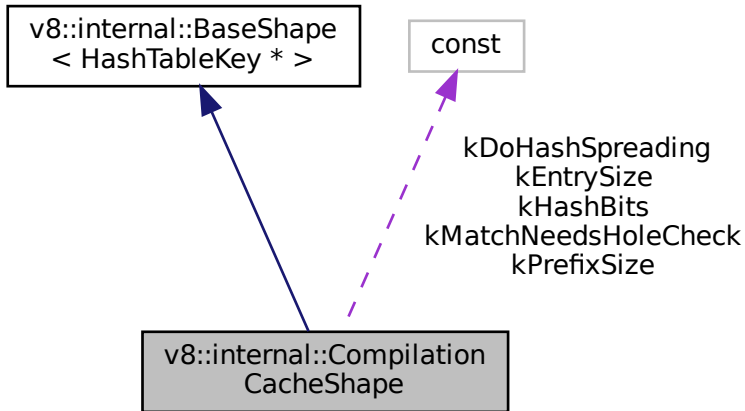 v8::internal::BaseShape
< HashTableKey * >
const
kDoHashSpreading
kEntrySize
kHashBits
kMatchNeedsHoleCheck
kPrefixSize
v8::internal::Compilation
CacheShape